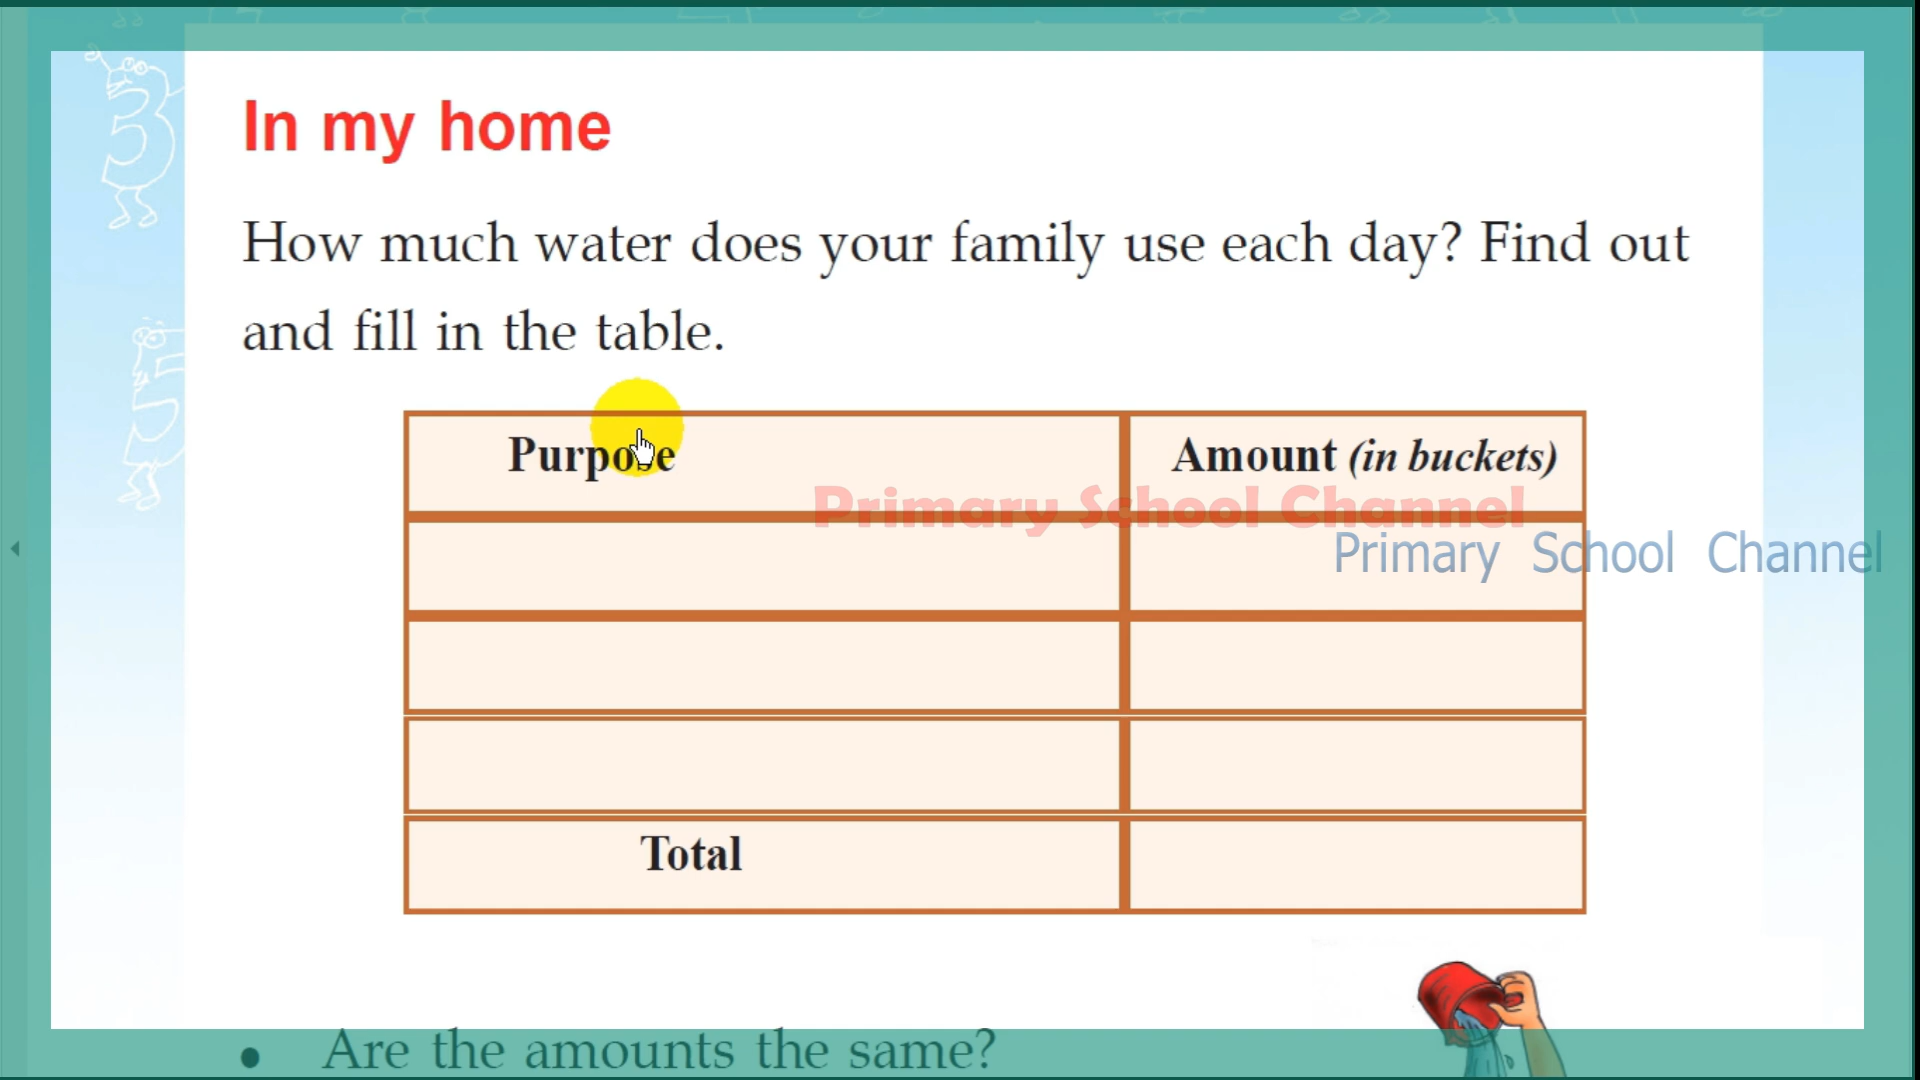 In my home
How much water does your family use each day? Find out
and fill in the table.
Purpose
Amount (in buckets)
Primary School Channel
Primary School Channel
Total
• Are the amounts the same?